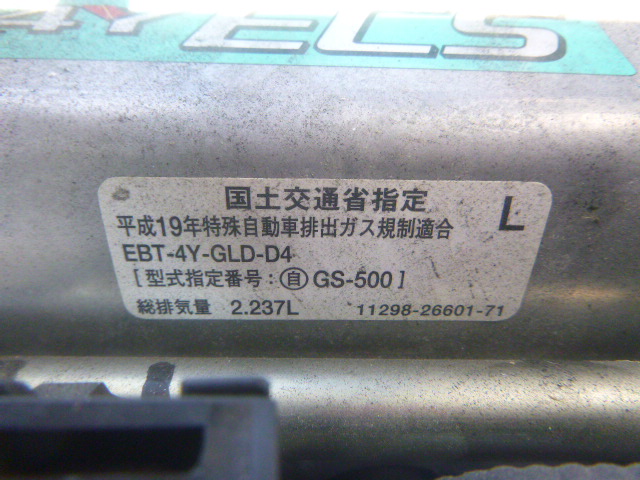 4Y ECS
国土交通省指定 L
平成19年特殊自動車排出ガス規制適合
EBT-4Y-GLD-D4
[型式指定番号:自GS-500]
総排気量 2.237L 11298-26601-71